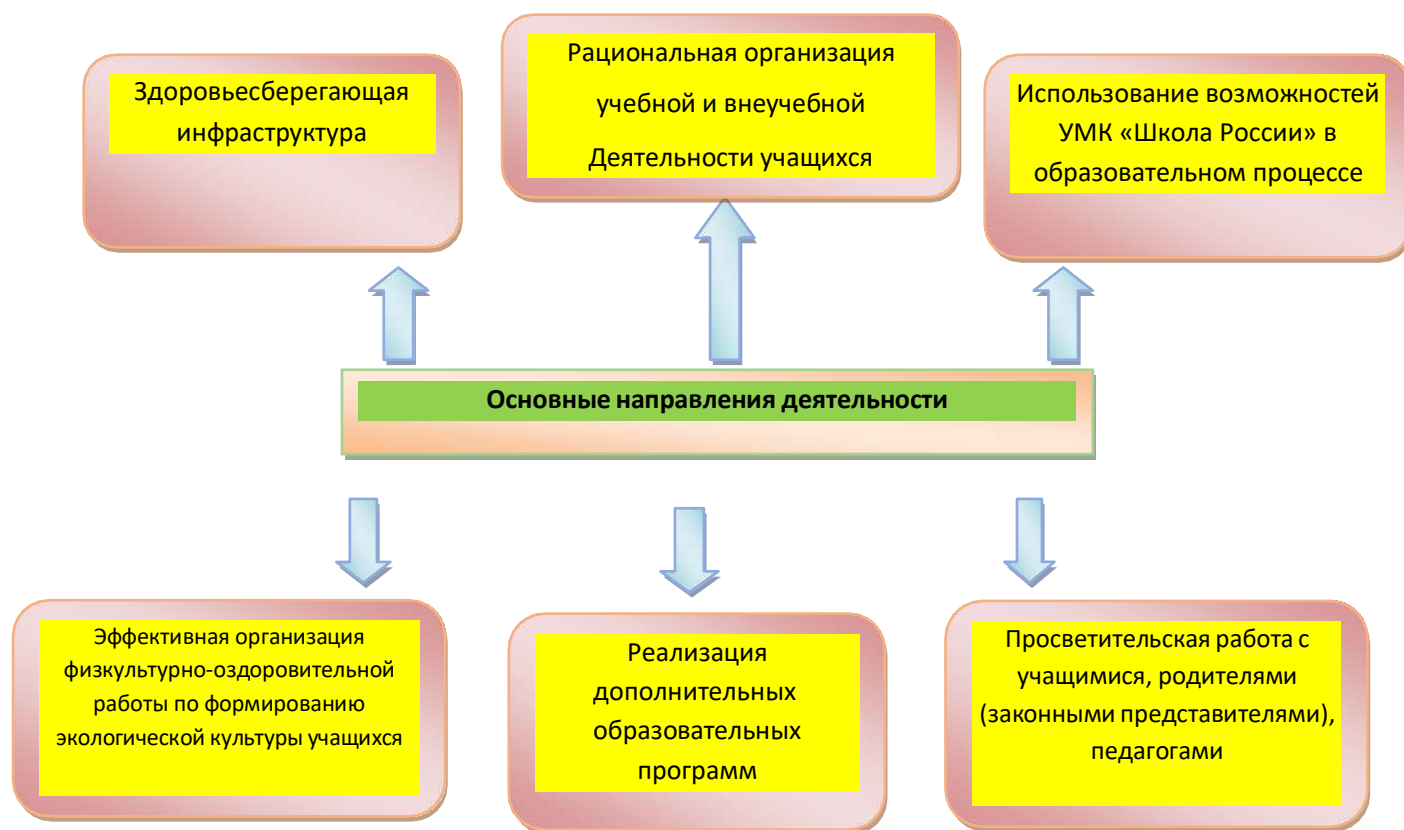 Здоровьесберегающая
инфраструктура
Рациональная организация
учебной и внеучебной
Деятельности учащихся
Использование возможностей
УМК «Школа России» в
образовательном процессе
Основные направления деятельности
Эффективная организация
физкультурно-оздоровительной
работы по формированию
экологической культуры учащихся
Реализация
дополнительных
образовательных
программ
Просветительская работа с
учащимися, родителями
(законными представителями),
педагогами